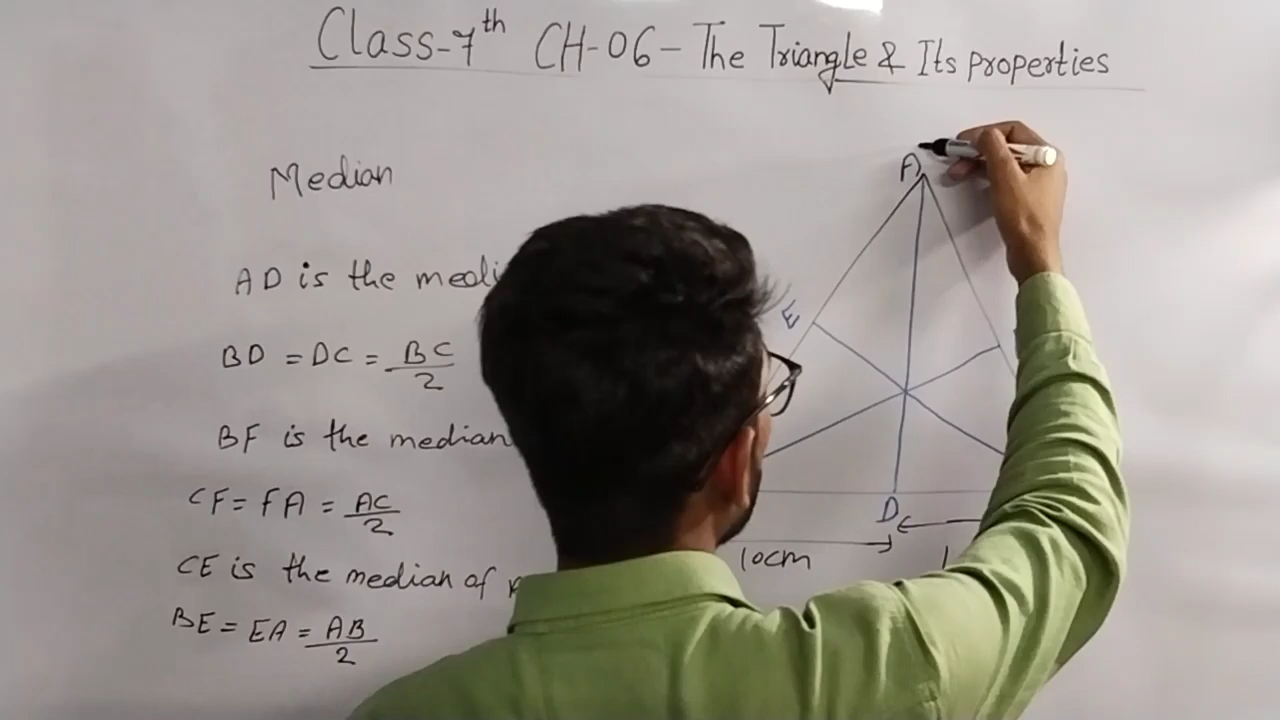 Class-7th CH-06- The Triangle & Its properties
Median
AD is the medi
BD = DC = BC/2
BF is the median
CF = FA = AC/2
CE is the median of
BE = EA = AB/2
A
E
D
10cm
1